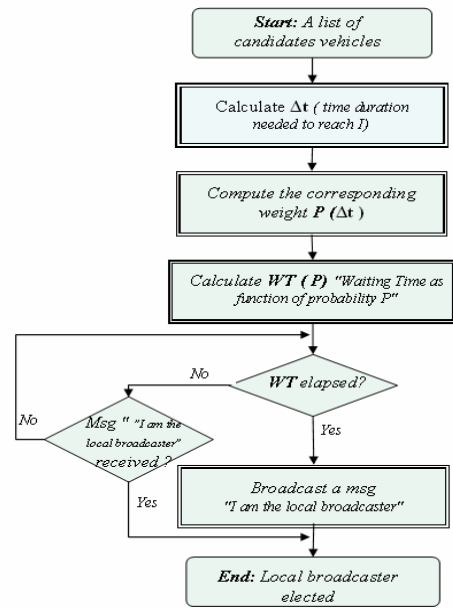 Start: A list of
candidates vehicles
Calculate Δt ( time duration
needed to reach I)
Compute the corresponding
weight P (Δt )
Calculate WT ( P) "Waiting Time as
function of probability P"
WT elapsed?
No
Msg " "I am the
local broadcaster"
received ?
No
Yes
Yes
Broadcast a msg
"I am the local broadcaster"
End: Local broadcaster
elected